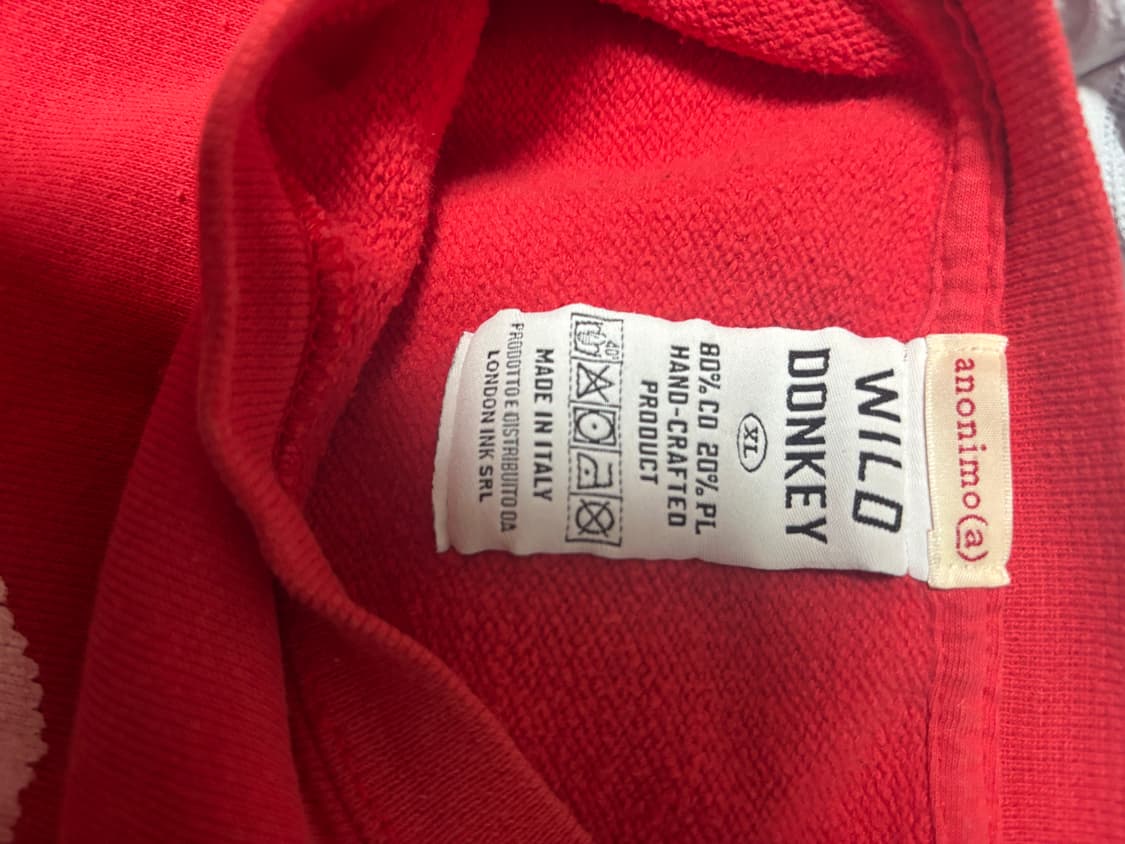 anonimo(a)
WILD
DONKEY
XL
80% CO 20% PL
HAND-CRAFTED
PRODUCT
40°
MADE IN ITALY
PRODOTTO E DISTRIBUITO DA
LONDON INK SRL